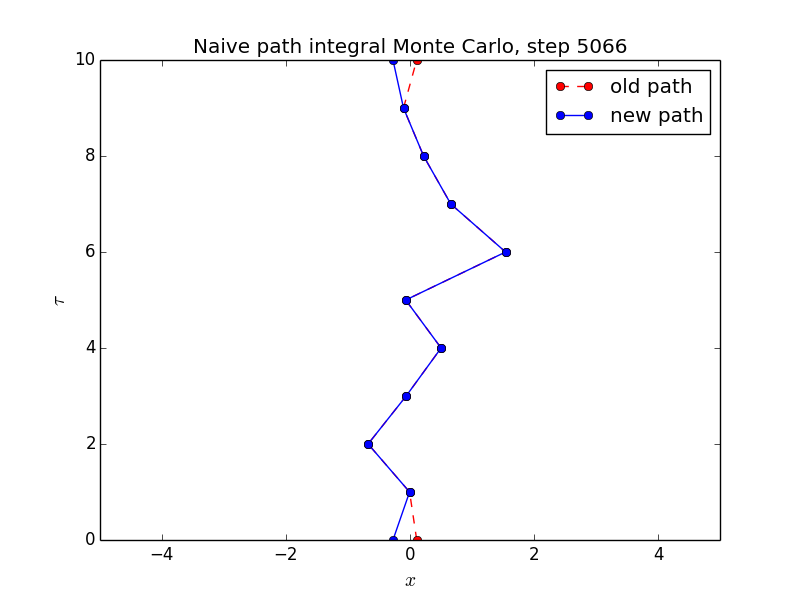 Naive path integral Monte Carlo, step 5066
10
8
6
4
2
0
τ
old path
new path
−4 −2 0 2 4
x